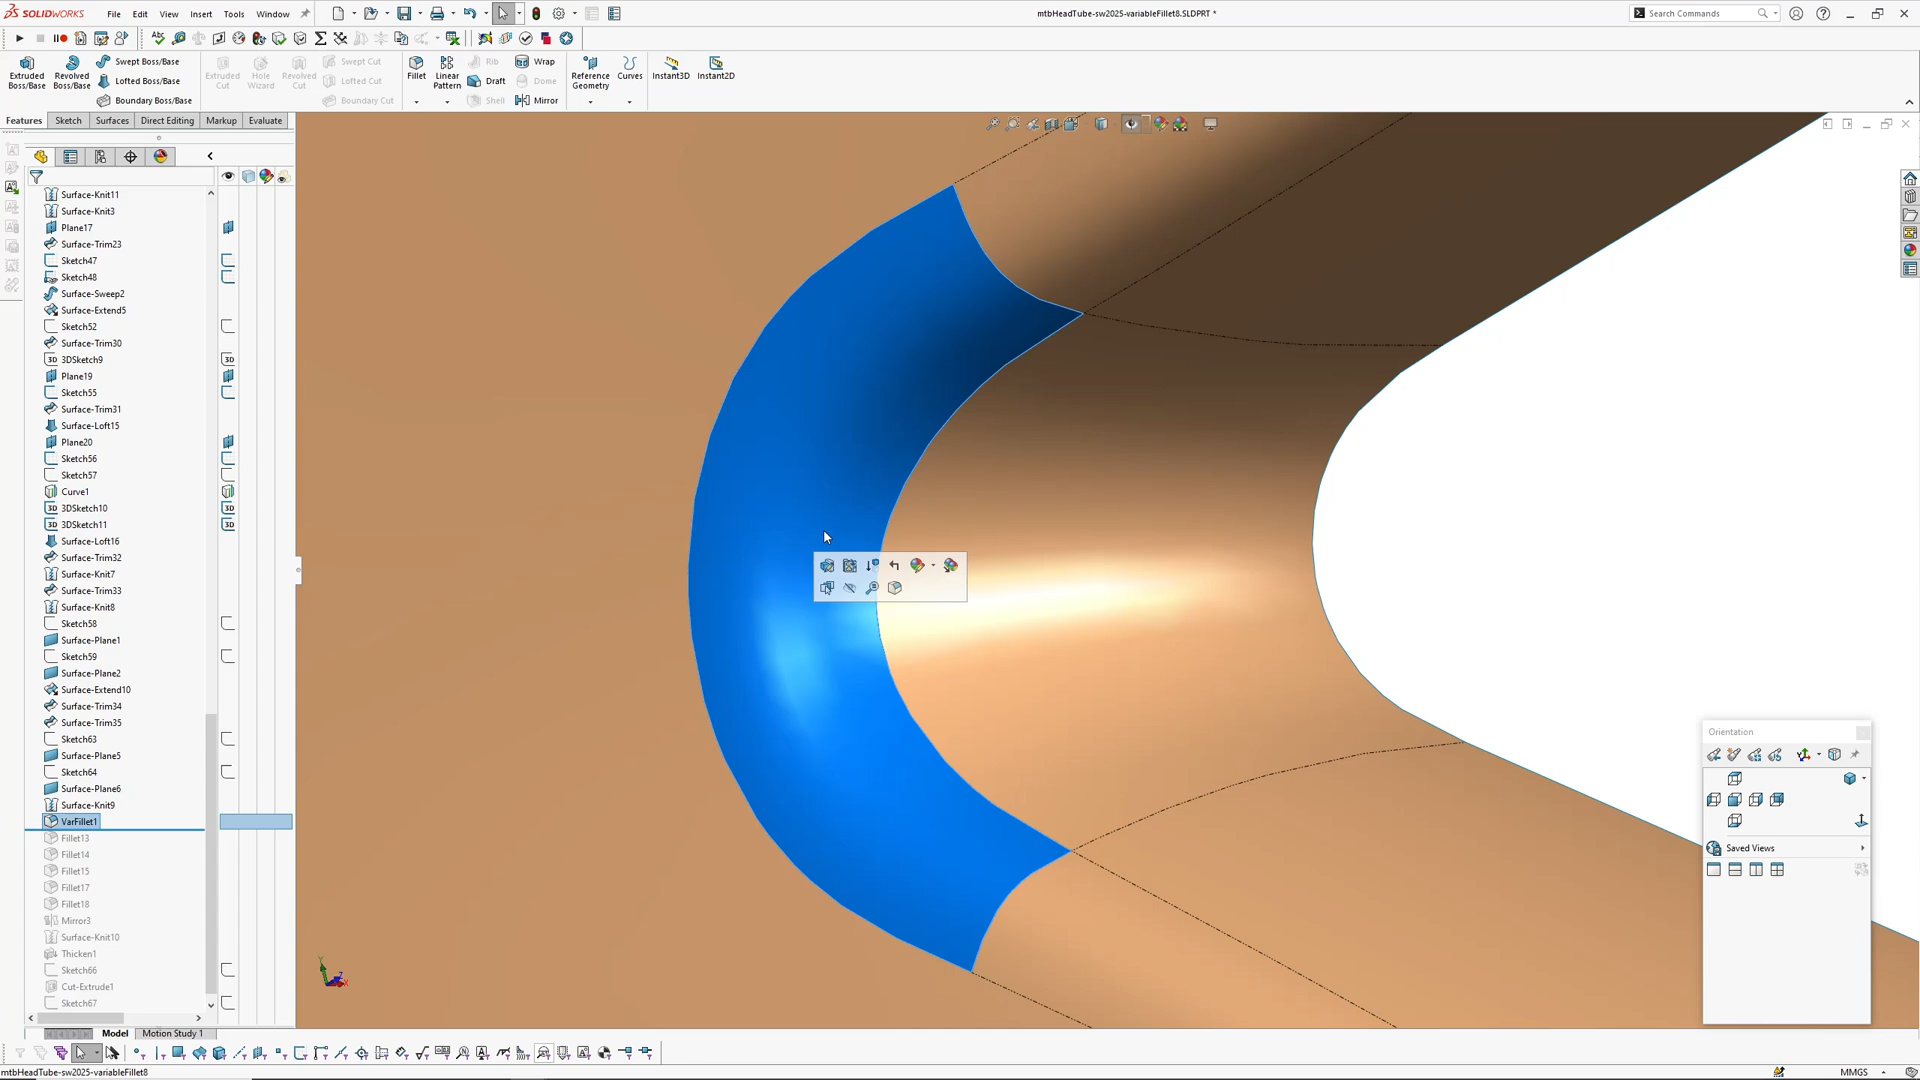 SOLIDWORKS File Edit View Insert Tools Window mtbHeadTube-sw2025-variableFillet8.SLDPRT * Search Commands
Extruded Boss/Base
Revolved Boss/Base
Swept Boss/Base
Lofted Boss/Base
Boundary Boss/Base
Extruded Cut
Hole Wizard
Revolved Cut
Swept Cut
Lofted Cut
Boundary Cut
Fillet
Linear Pattern
Rib
Draft
Shell
Wrap
Dome
Mirror
Reference Geometry
Curves
Instant3D
Instant2D
Features Sketch Surfaces Direct Editing Markup Evaluate
Surface-Knit11
Surface-Knit3
Plane17
Surface-Trim23
Sketch47
Sketch48
Surface-Sweep2
Surface-Extend5
Sketch52
Surface-Trim30
3D 3DSketch9 3D
Plane19
Sketch55
Surface-Trim31
Surface-Loft15
Plane20
Sketch56
Sketch57
Curve1
3D 3DSketch10 3D
3D 3DSketch11 3D
Surface-Loft16
Surface-Trim32
Surface-Knit7
Surface-Trim33
Surface-Knit8
Sketch58
Surface-Plane1
Sketch59
Surface-Plane2
Surface-Extend10
Surface-Trim34
Surface-Trim35
Sketch63
Surface-Plane5
Sketch64
Surface-Plane6
Surface-Knit9
VarFillet1
Fillet13
Fillet14
Fillet15
Fillet17
Fillet18
Mirror3
Surface-Knit10
Thicken1
Sketch66
Cut-Extrude1
Sketch67
Orientation
Saved Views
Model Motion Study 1
mtbHeadTube-sw2025-variableFillet8
MMGS